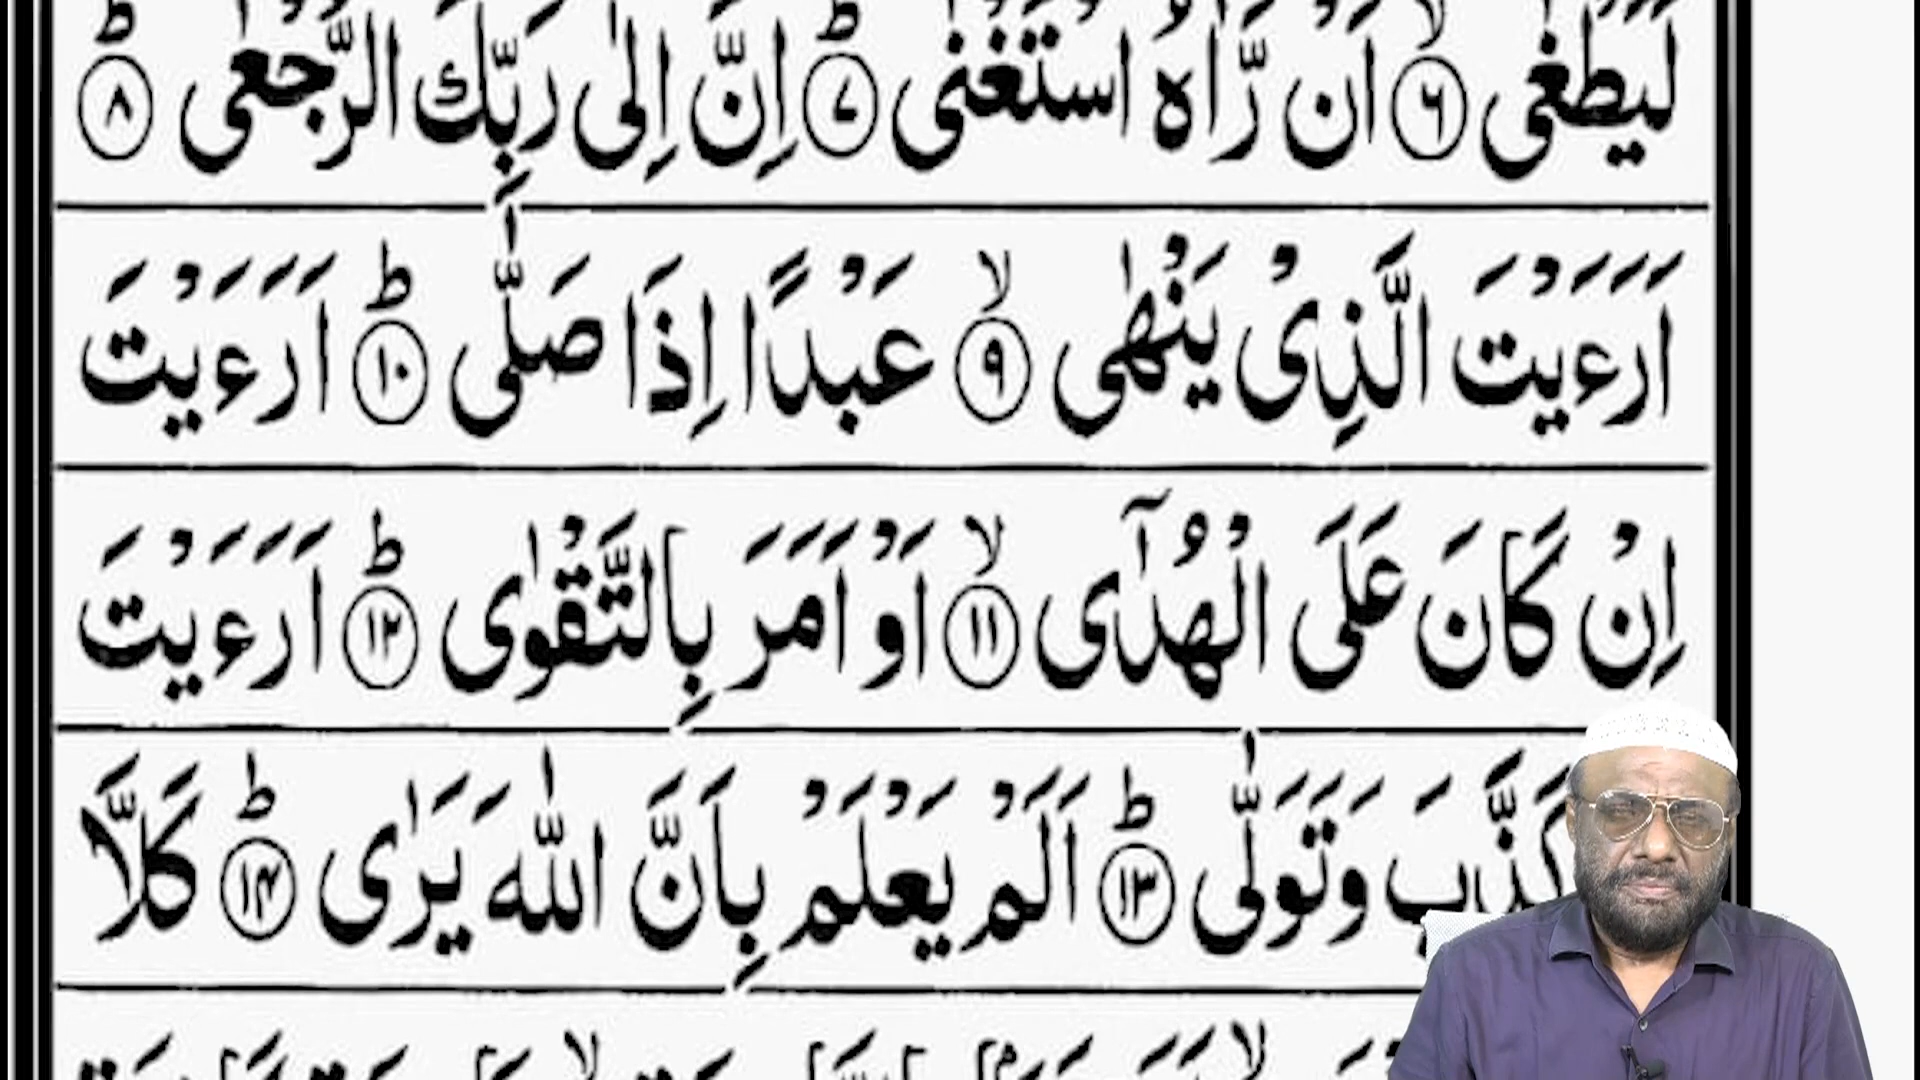 لَيَطْغٰىۙ ﴿٦﴾ اَنْ رَّاٰهُ اسْتَغْنٰىؕ ﴿٧﴾ اِنَّ اِلٰى رَبِّكَ الرُّجْعٰىؕ ﴿٨﴾
اَرَءَيْتَ الَّذِىْ يَنْهٰىۙ ﴿٩﴾ عَبْدًا اِذَا صَلّٰىؕ ﴿١٠﴾ اَرَءَيْتَ
اِنْ كَانَ عَلَى الْهُدٰٓىۙ ﴿١١﴾ اَوْ اَمَرَ بِالتَّقْوٰىؕ ﴿١٢﴾ اَرَءَيْتَ
كَذَّبَ وَتَوَلّٰىؕ ﴿١٣﴾ اَلَمْ يَعْلَمْ بِاَنَّ اللّٰهَ يَرٰىؕ ﴿١٤﴾ كَلَّا